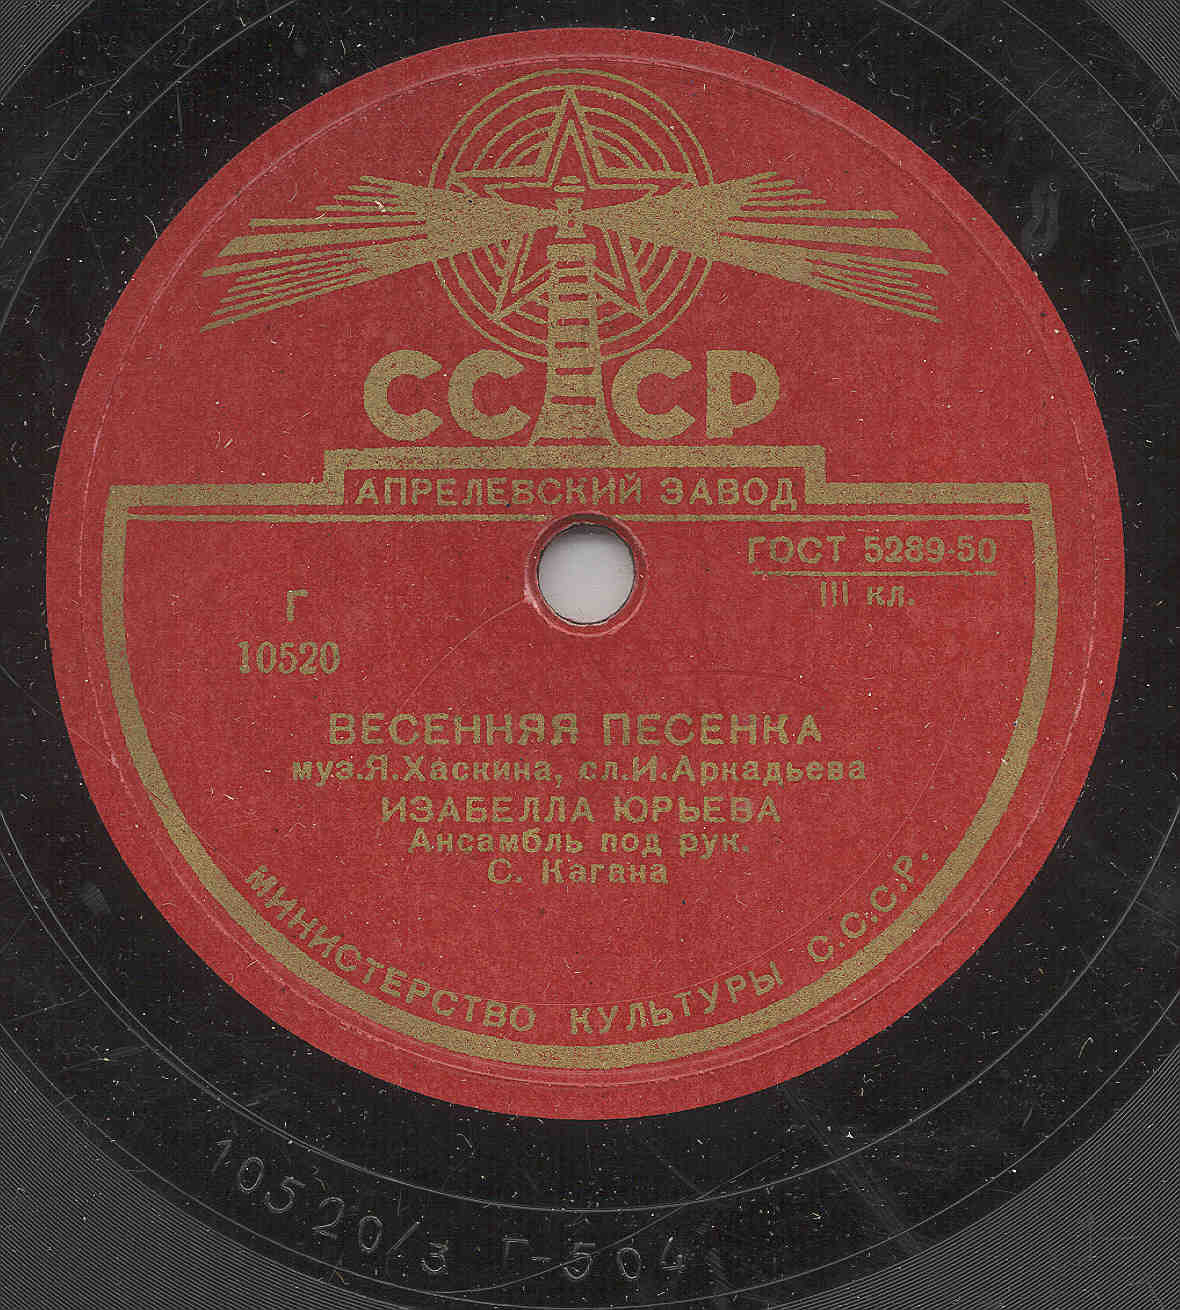 СССР
АПРЕЛЕВСКИЙ ЗАВОД
ГОСТ 5289-50
III кл.
Г
10520
ВЕСЕННЯЯ ПЕСЕНКА
муз.Я.Хаскина, сл.И.Аркадьева
ИЗАБЕЛЛА ЮРЬЕВА
Ансамбль под рук.
С. Кагана
МИНИСТЕРСТВО КУЛЬТУРЫ С.С.С.Р.
10520/3 Г-504